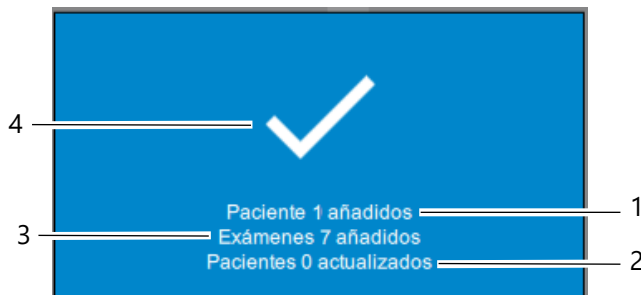 4
Paciente 1 añadidos
1
3
Exámenes 7 añadidos
Pacientes 0 actualizados
2